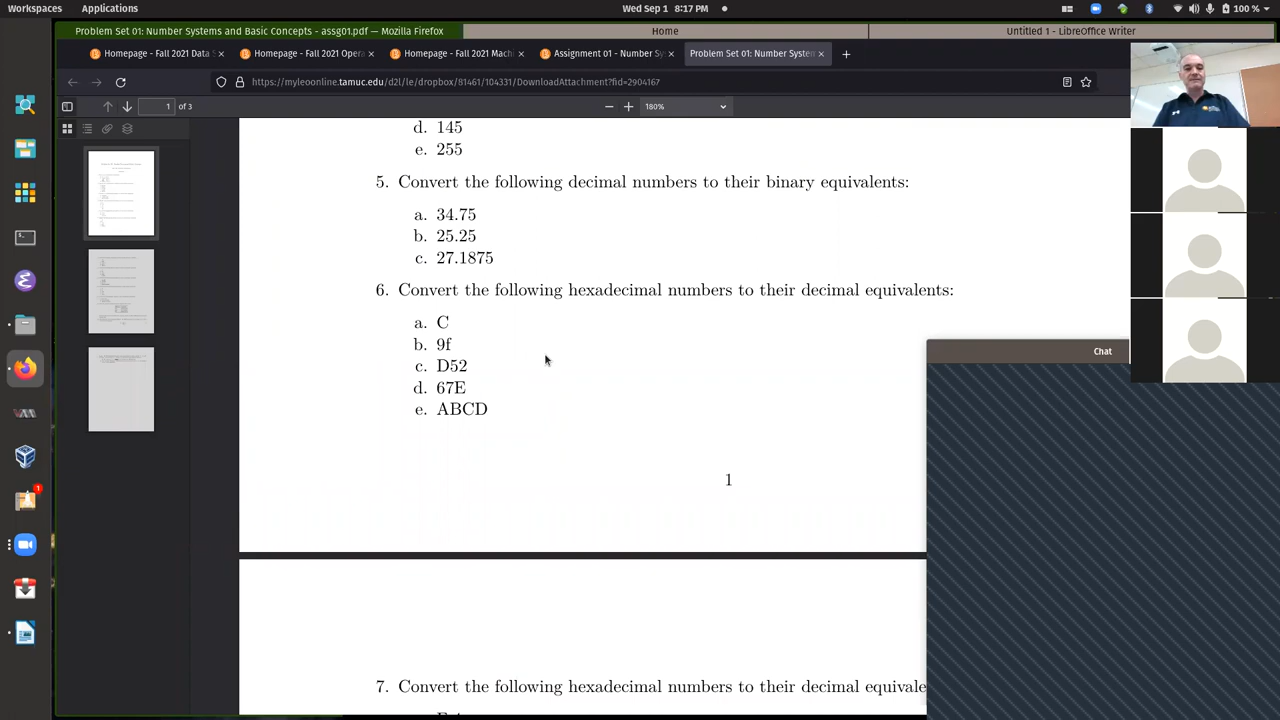 Workspaces Applications Wed Sep 1 8:17 PM 100 %
Problem Set 01: Number Systems and Basic Concepts - assg01.pdf — Mozilla Firefox Home Untitled 1 - LibreOffice Writer
Homepage - Fall 2021 Data S Homepage - Fall 2021 Opera Homepage - Fall 2021 Machi Assignment 01 - Number Sys Problem Set 01: Number System
https://myleoonline.tamuc.edu/d2l/le/dropbox/81461/104331/DownloadAttachment?fid=2904167
1 of 3 180%
d. 145
e. 255
5. Convert the following decimal numbers to their binary equivalents:
a. 34.75
b. 25.25
c. 27.1875
6. Convert the following hexadecimal numbers to their decimal equivalents:
a. C
b. 9f
c. D52
d. 67E
e. ABCD
1
7. Convert the following hexadecimal numbers to their decimal equivale
Chat
1